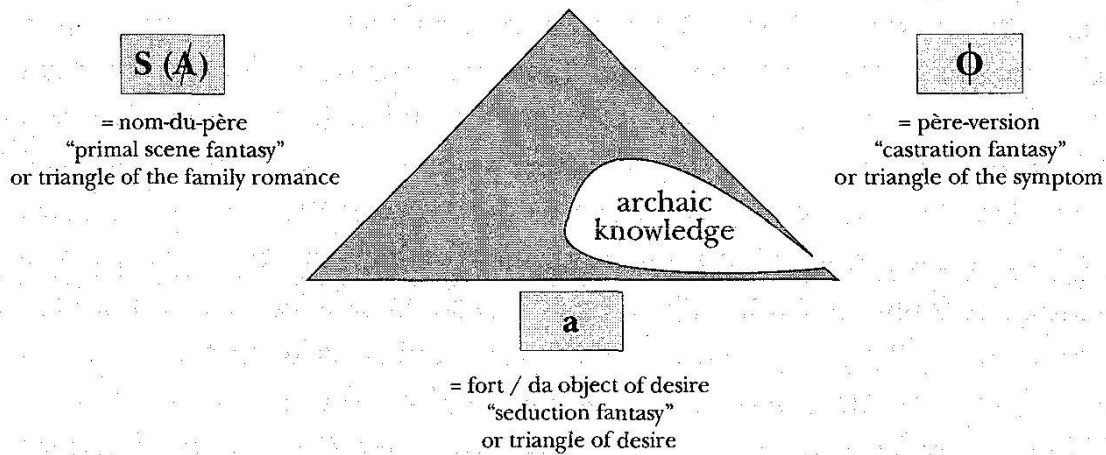 S (Ⱥ)
= nom-du-père
"primal scene fantasy"
or triangle of the family romance
Φ
= père-version
"castration fantasy"
or triangle of the symptom
archaic
knowledge
a
= fort / da object of desire
"seduction fantasy"
or triangle of desire